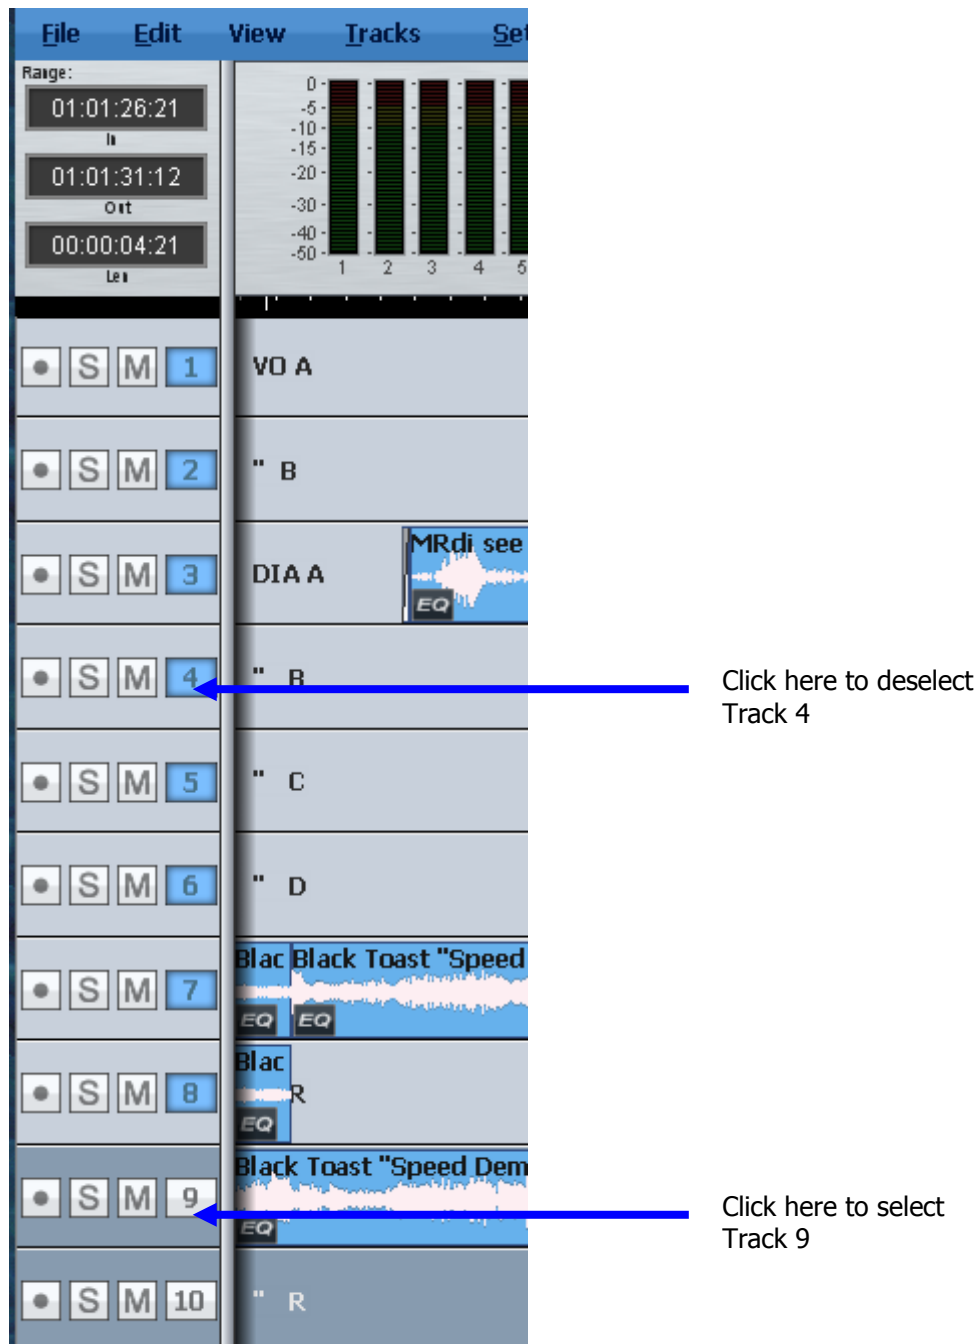 File Edit View Tracks Set
Range:
01:01:26:21
In
01:01:31:12
Out
00:00:04:21
Len
0
-5
-10
-15
-20
-30
-40
-50
1 2 3 4 5
S M 1 VO A
S M 2 " B
S M 3 DIA A
MRdi see
EQ
S M 4 " B
Click here to deselect
Track 4
S M 5 " C
S M 6 " D
Blac Black Toast "Speed
S M 7
EQ EQ
Blac
S M 8 R
EQ
Black Toast "Speed Dem
S M 9
EQ
Click here to select
Track 9
S M 10 " R